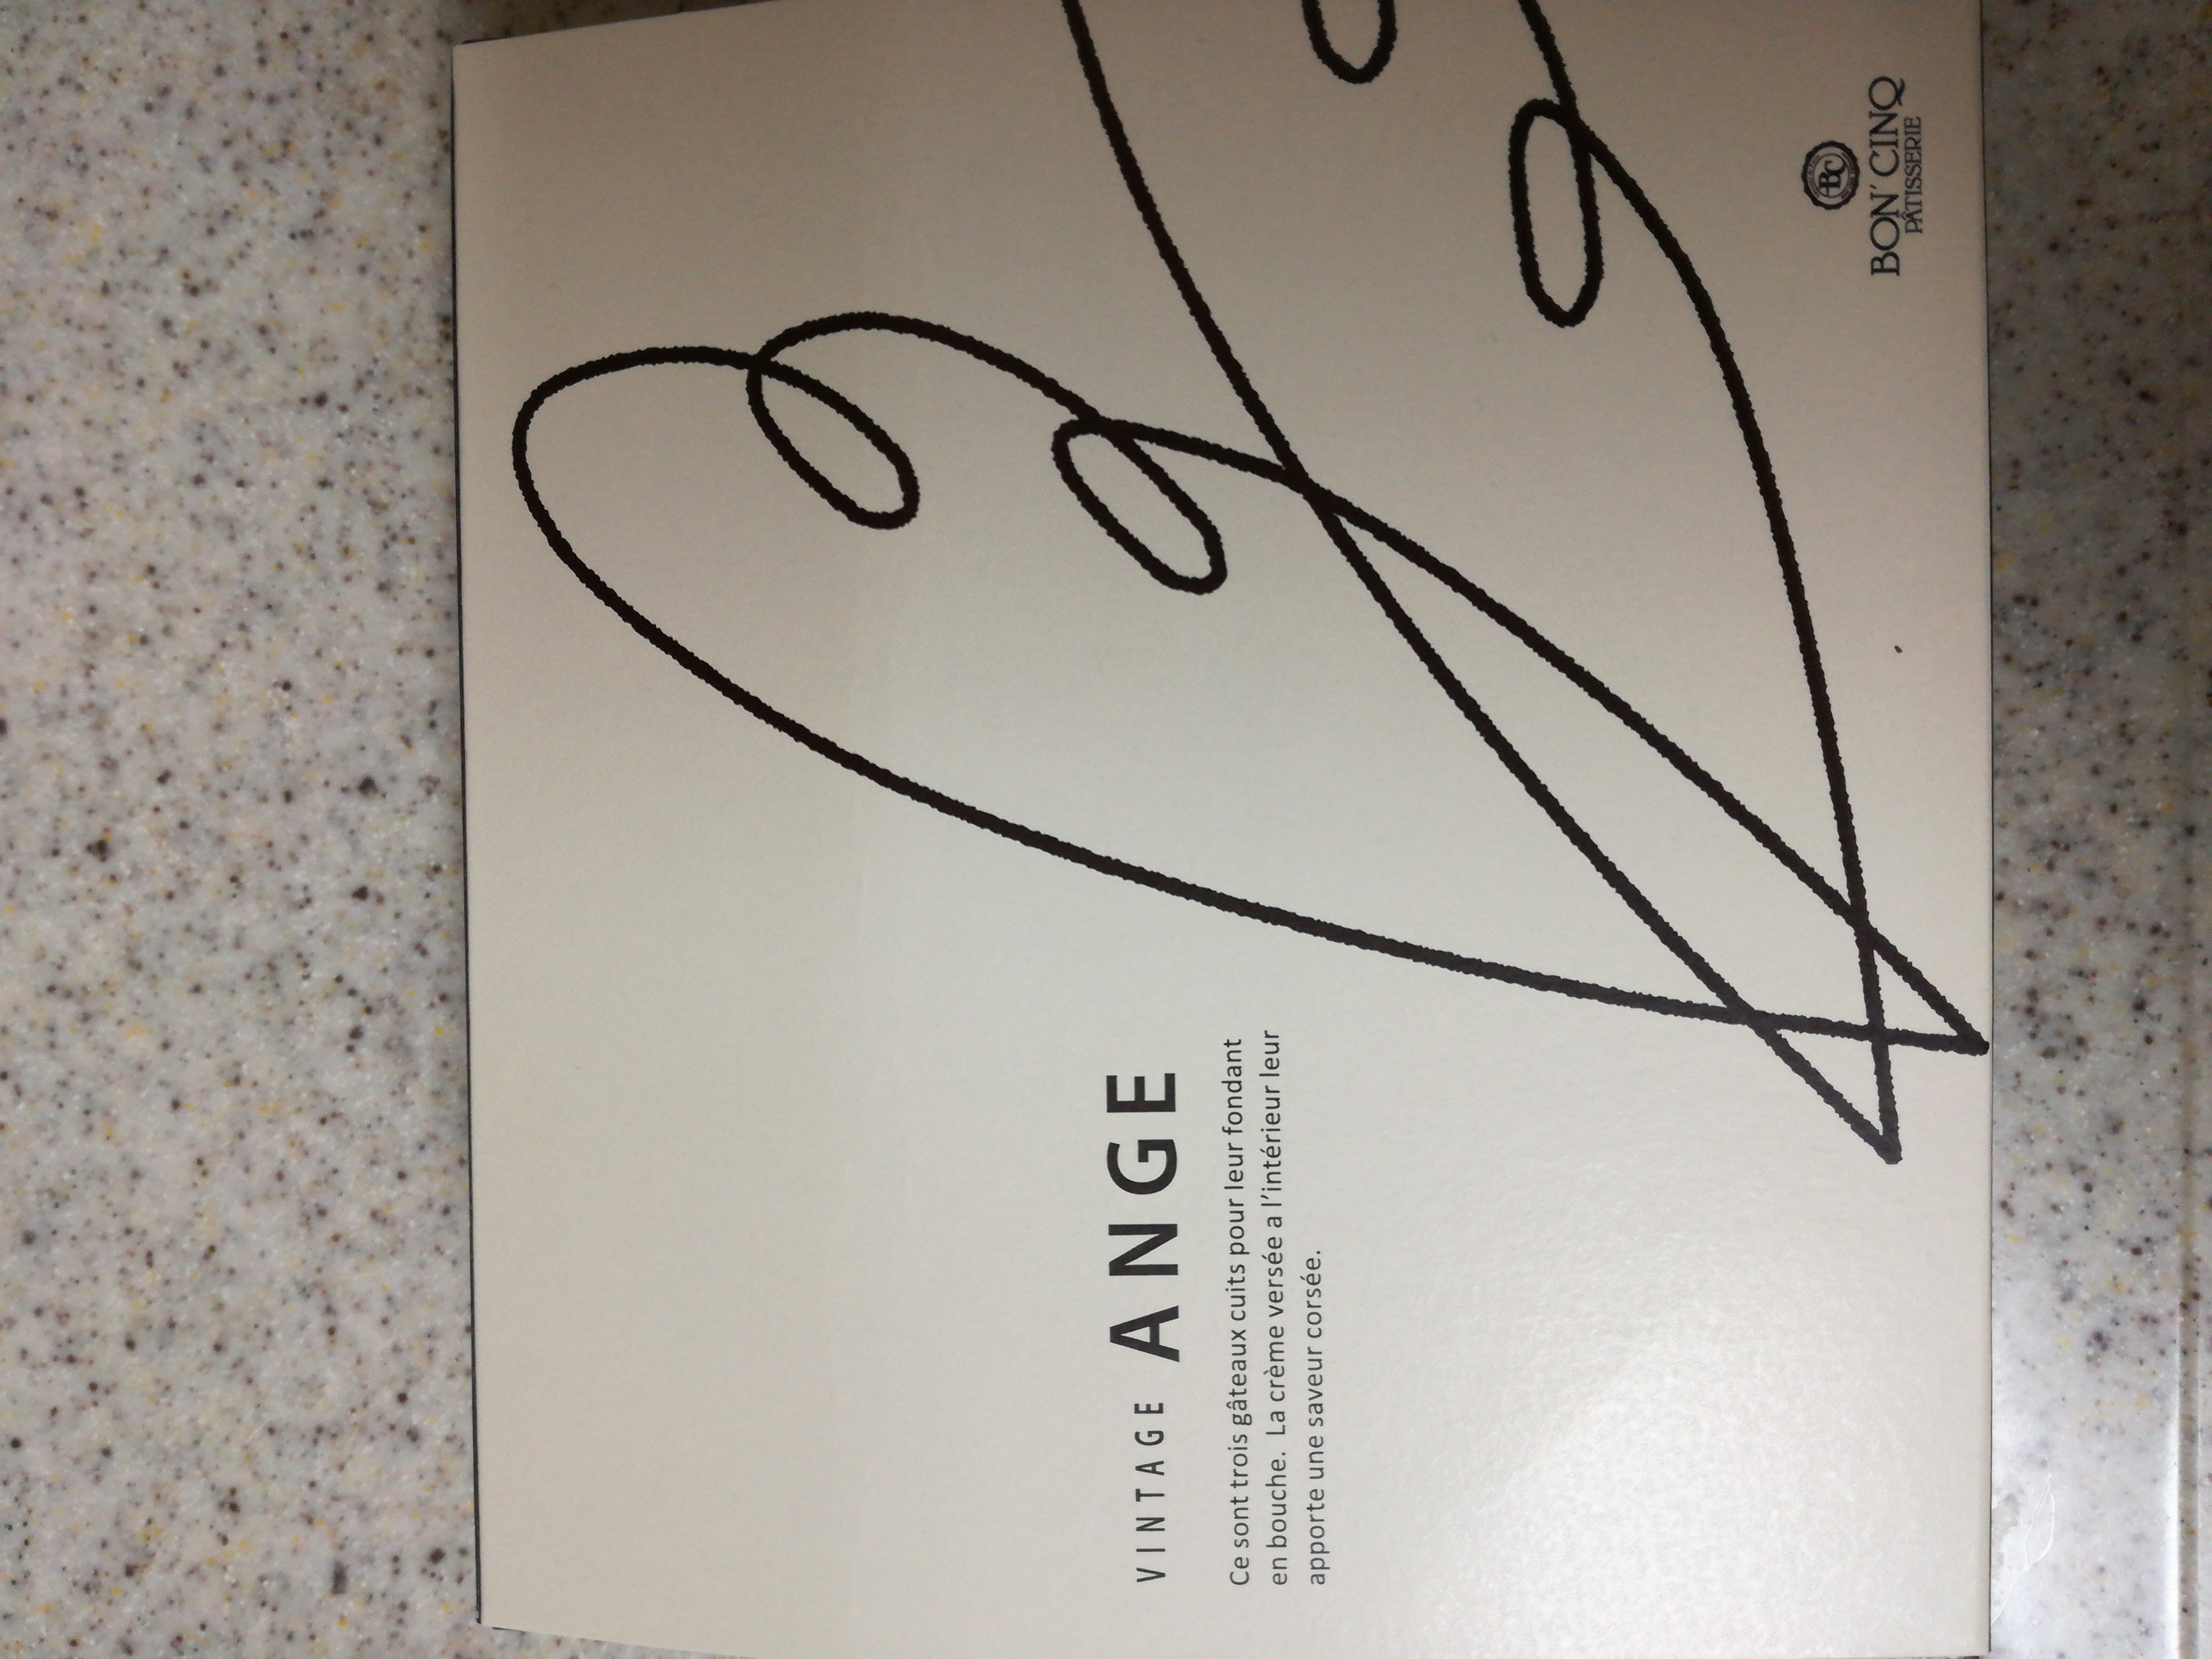 VINTAGE ANGE
Ce sont trois gâteaux cuits pour leur fondant
en bouche. La crème versée a l'intérieur leur
apporte une saveur corsée.
BC
BON' CINQ
PÂTISSERIE